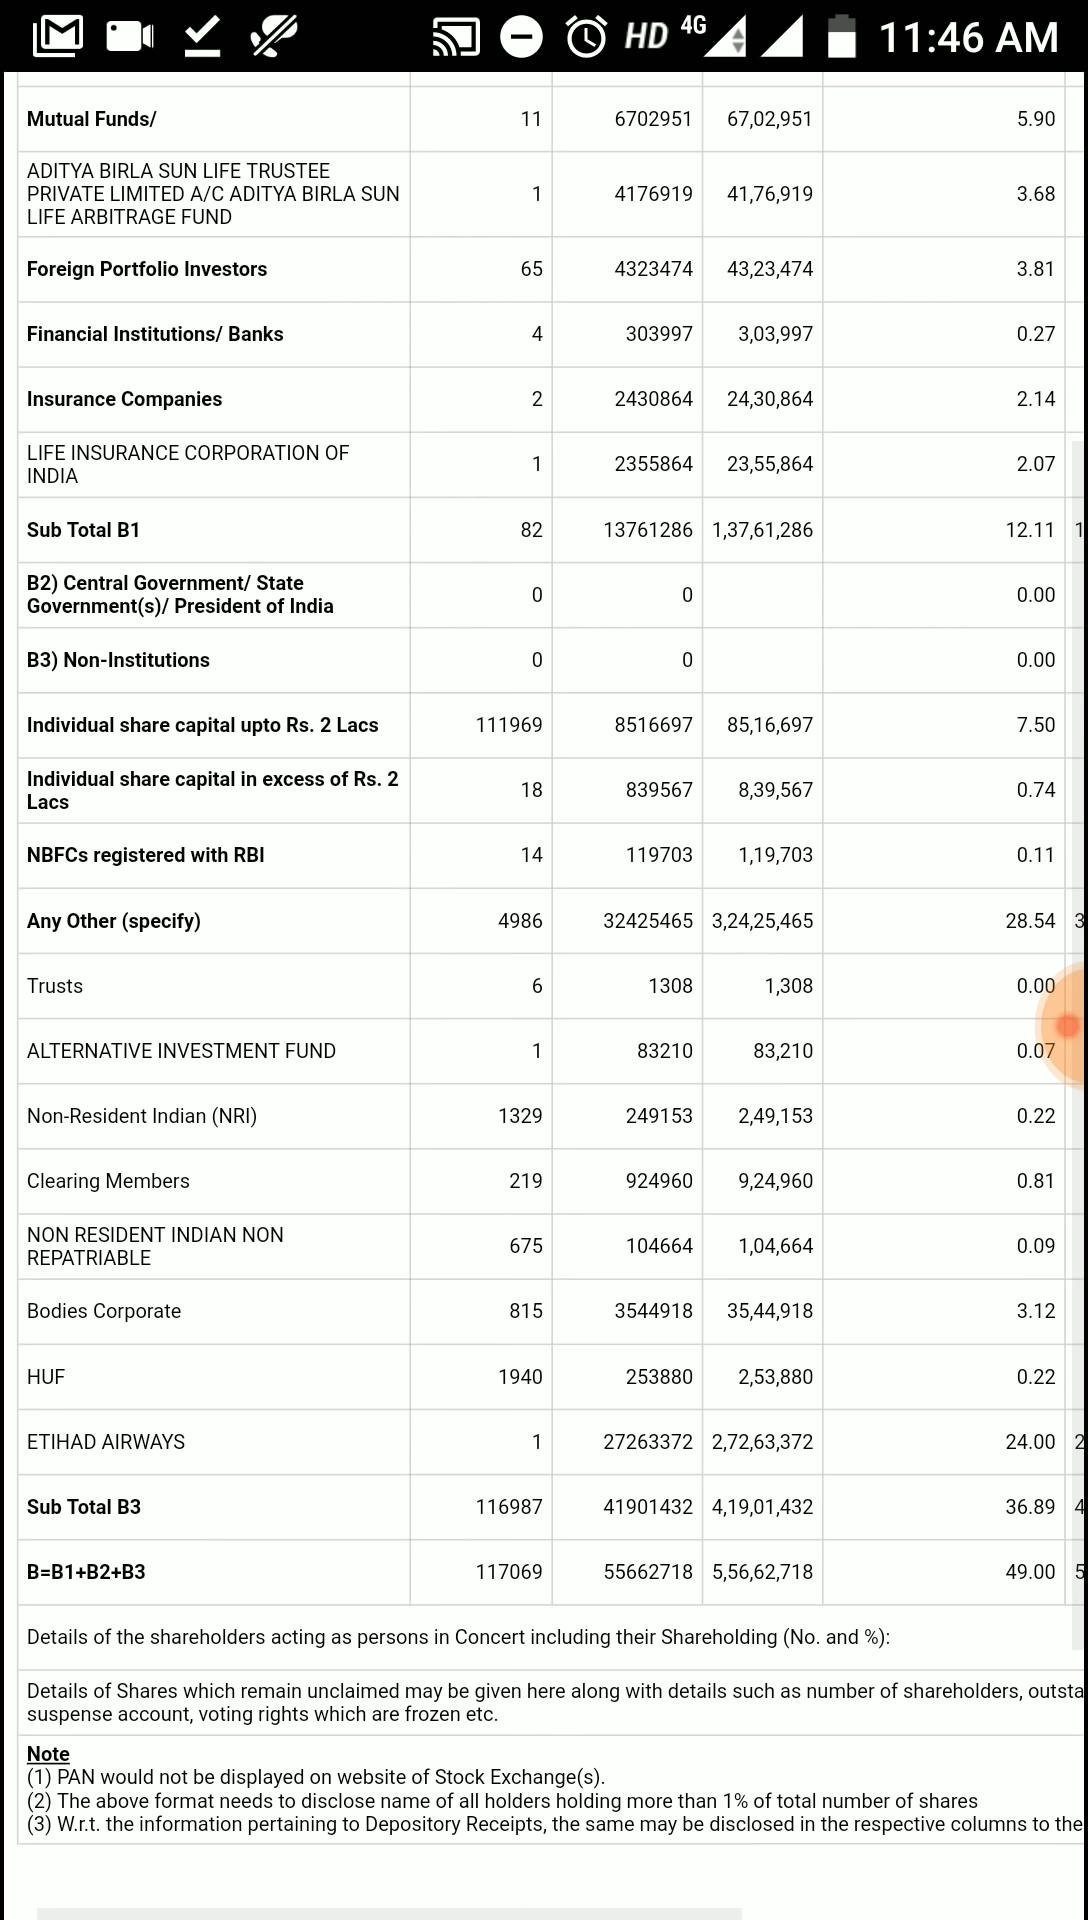 HD 4G 11:46 AM
Mutual Funds/ 11 6702951 67,02,951 5.90
ADITYA BIRLA SUN LIFE TRUSTEE
PRIVATE LIMITED A/C ADITYA BIRLA SUN 1 4176919 41,76,919 3.68
LIFE ARBITRAGE FUND
Foreign Portfolio Investors 65 4323474 43,23,474 3.81
Financial Institutions/ Banks 4 303997 3,03,997 0.27
Insurance Companies 2 2430864 24,30,864 2.14
LIFE INSURANCE CORPORATION OF
INDIA 1 2355864 23,55,864 2.07
Sub Total B1 82 13761286 1,37,61,286 12.11 1
B2) Central Government/ State
Government(s)/ President of India 0 0 0.00
B3) Non-Institutions 0 0 0.00
Individual share capital upto Rs. 2 Lacs 111969 8516697 85,16,697 7.50
Individual share capital in excess of Rs. 2
Lacs 18 839567 8,39,567 0.74
NBFCs registered with RBI 14 119703 1,19,703 0.11
Any Other (specify) 4986 32425465 3,24,25,465 28.54 3
Trusts 6 1308 1,308 0.00
ALTERNATIVE INVESTMENT FUND 1 83210 83,210 0.07
Non-Resident Indian (NRI) 1329 249153 2,49,153 0.22
Clearing Members 219 924960 9,24,960 0.81
NON RESIDENT INDIAN NON
REPATRIABLE 675 104664 1,04,664 0.09
Bodies Corporate 815 3544918 35,44,918 3.12
HUF 1940 253880 2,53,880 0.22
ETIHAD AIRWAYS 1 27263372 2,72,63,372 24.00 2
Sub Total B3 116987 41901432 4,19,01,432 36.89 4
B=B1+B2+B3 117069 55662718 5,56,62,718 49.00 5
Details of the shareholders acting as persons in Concert including their Shareholding (No. and %):
Details of Shares which remain unclaimed may be given here along with details such as number of shareholders, outsta
suspense account, voting rights which are frozen etc.
Note
(1) PAN would not be displayed on website of Stock Exchange(s).
(2) The above format needs to disclose name of all holders holding more than 1% of total number of shares
(3) W.r.t. the information pertaining to Depository Receipts, the same may be disclosed in the respective columns to the